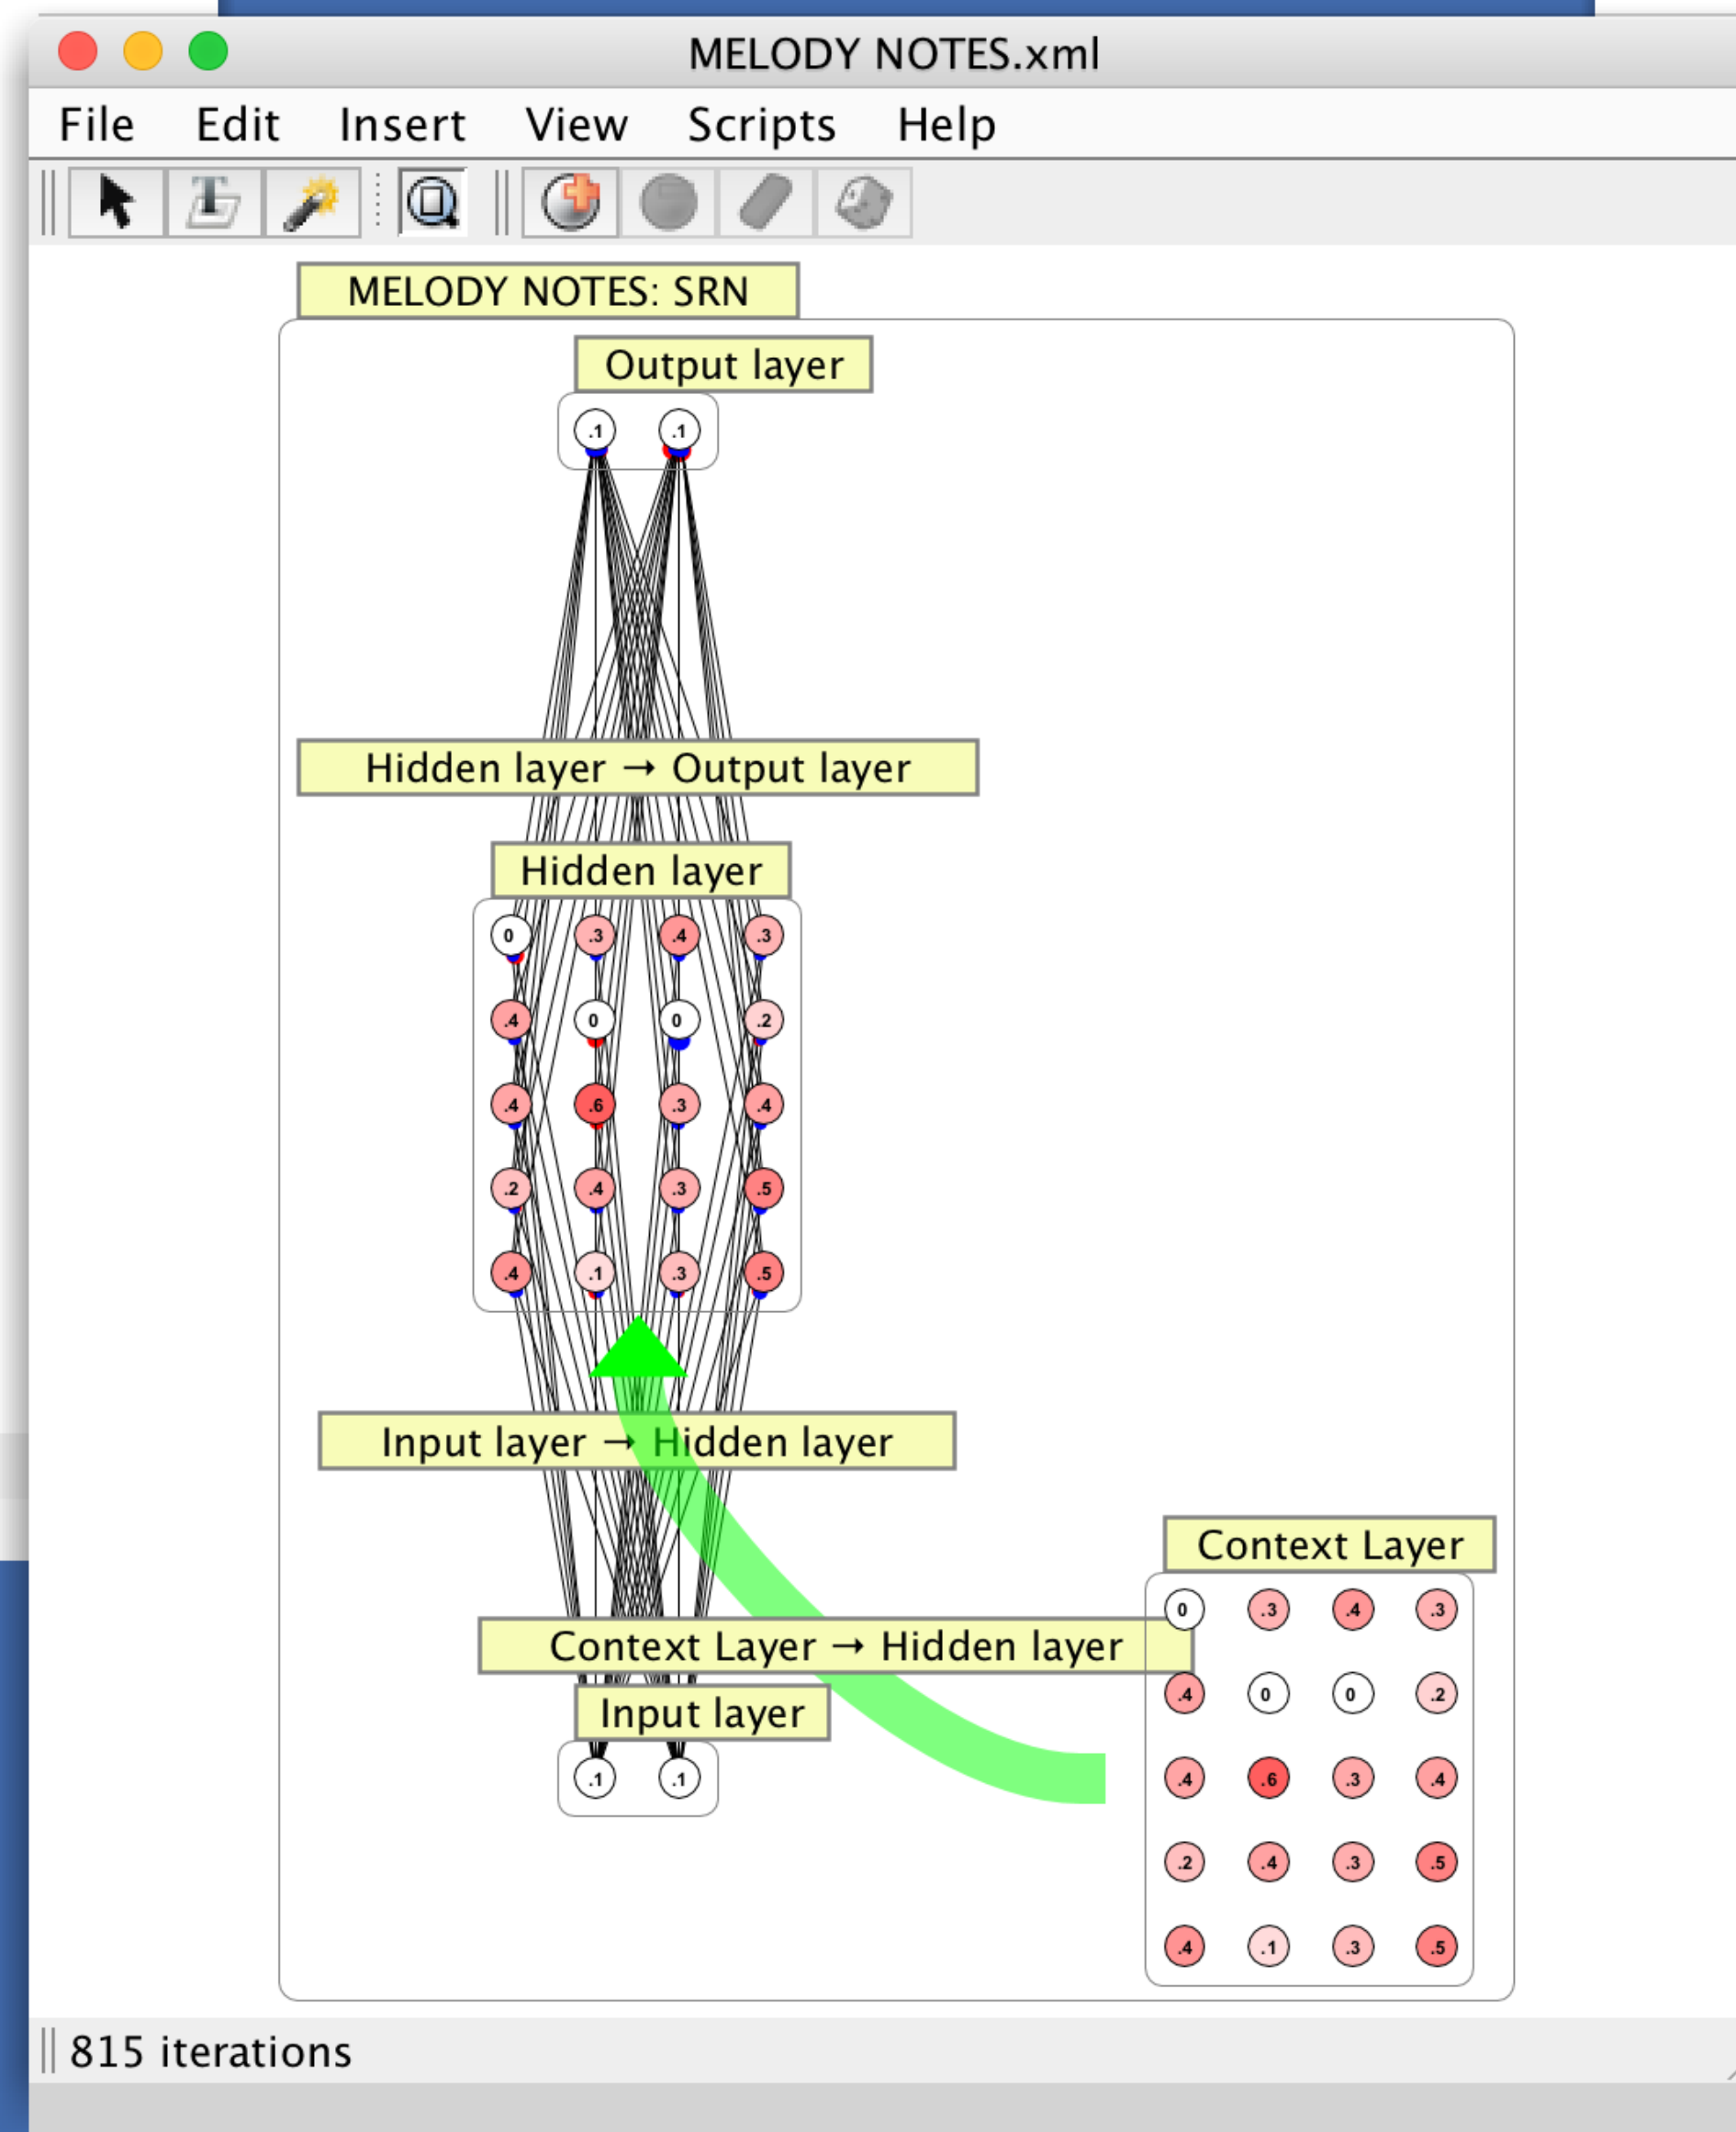 MELODY NOTES.xml
File Edit Insert View Scripts Help
MELODY NOTES: SRN
Output layer
.1 .1
Hidden layer → Output layer
Hidden layer
0 .3 .4 .3
.4 0 0 .2
.4 .6 .3 .4
.2 .4 .3 .5
.4 .1 .3 .5
Input layer → Hidden layer
Context Layer
0 .3 .4 .3
Context Layer → Hidden layer
.4 0 0 .2
Input layer
.1 .1
.4 .6 .3 .4
.2 .4 .3 .5
.4 .1 .3 .5
815 iterations